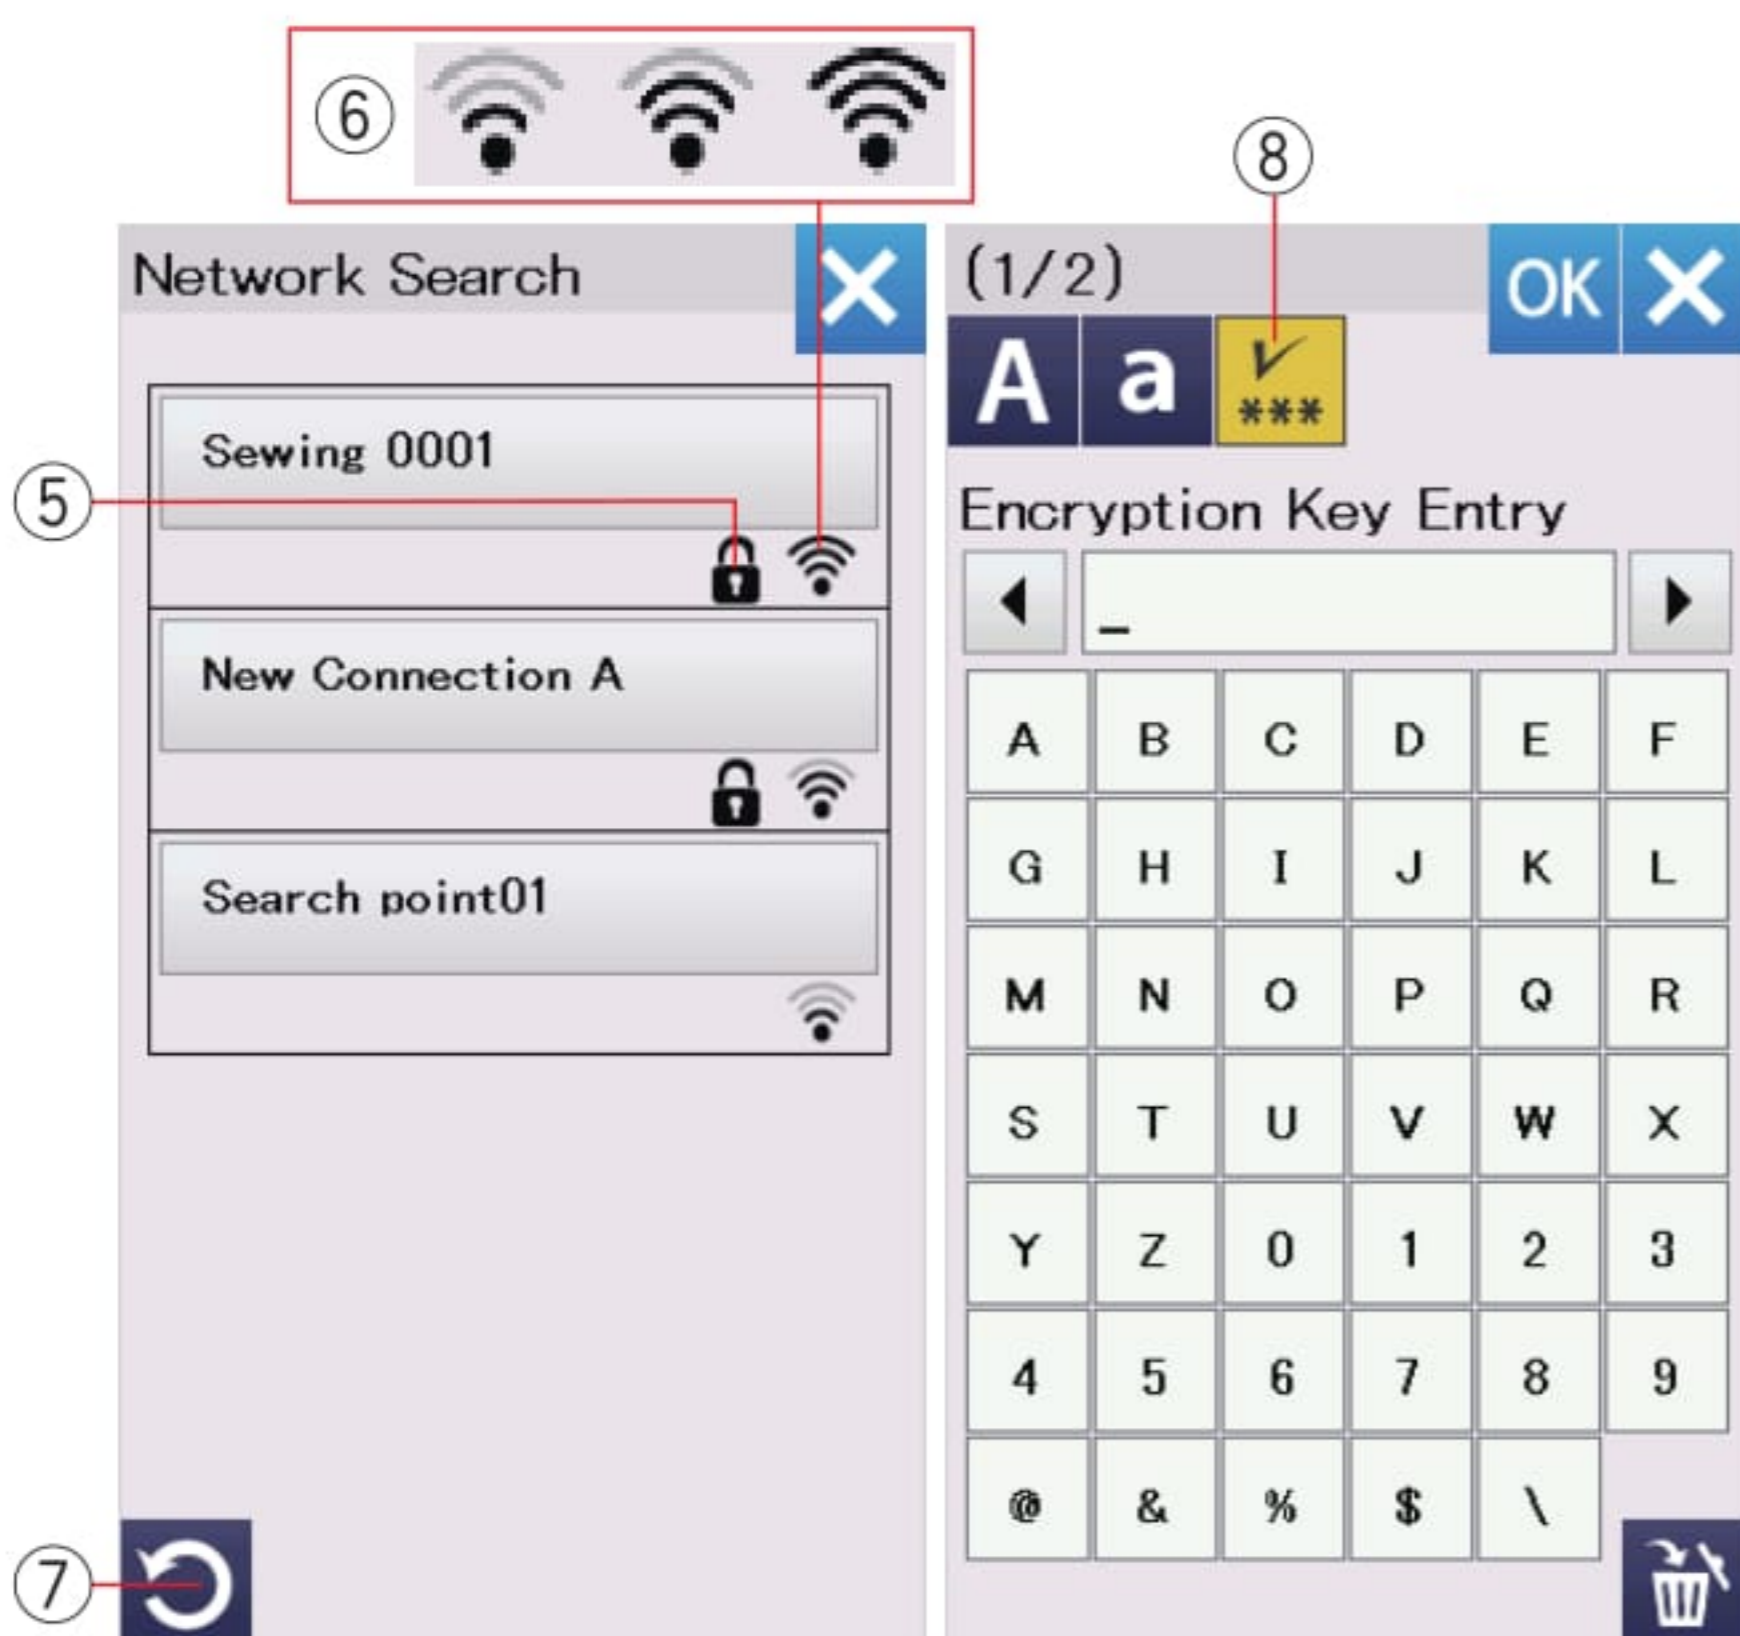 ⑥
⑧
Network Search
Sewing 0001
⑤
New Connection A
Search point01
⑦
(1/2)
OK
A a ***
Encryption Key Entry
_
A B C D E F
G H I J K L
M N O P Q R
S T U V W X
Y Z 0 1 2 3
4 5 6 7 8 9
@ & % $ \